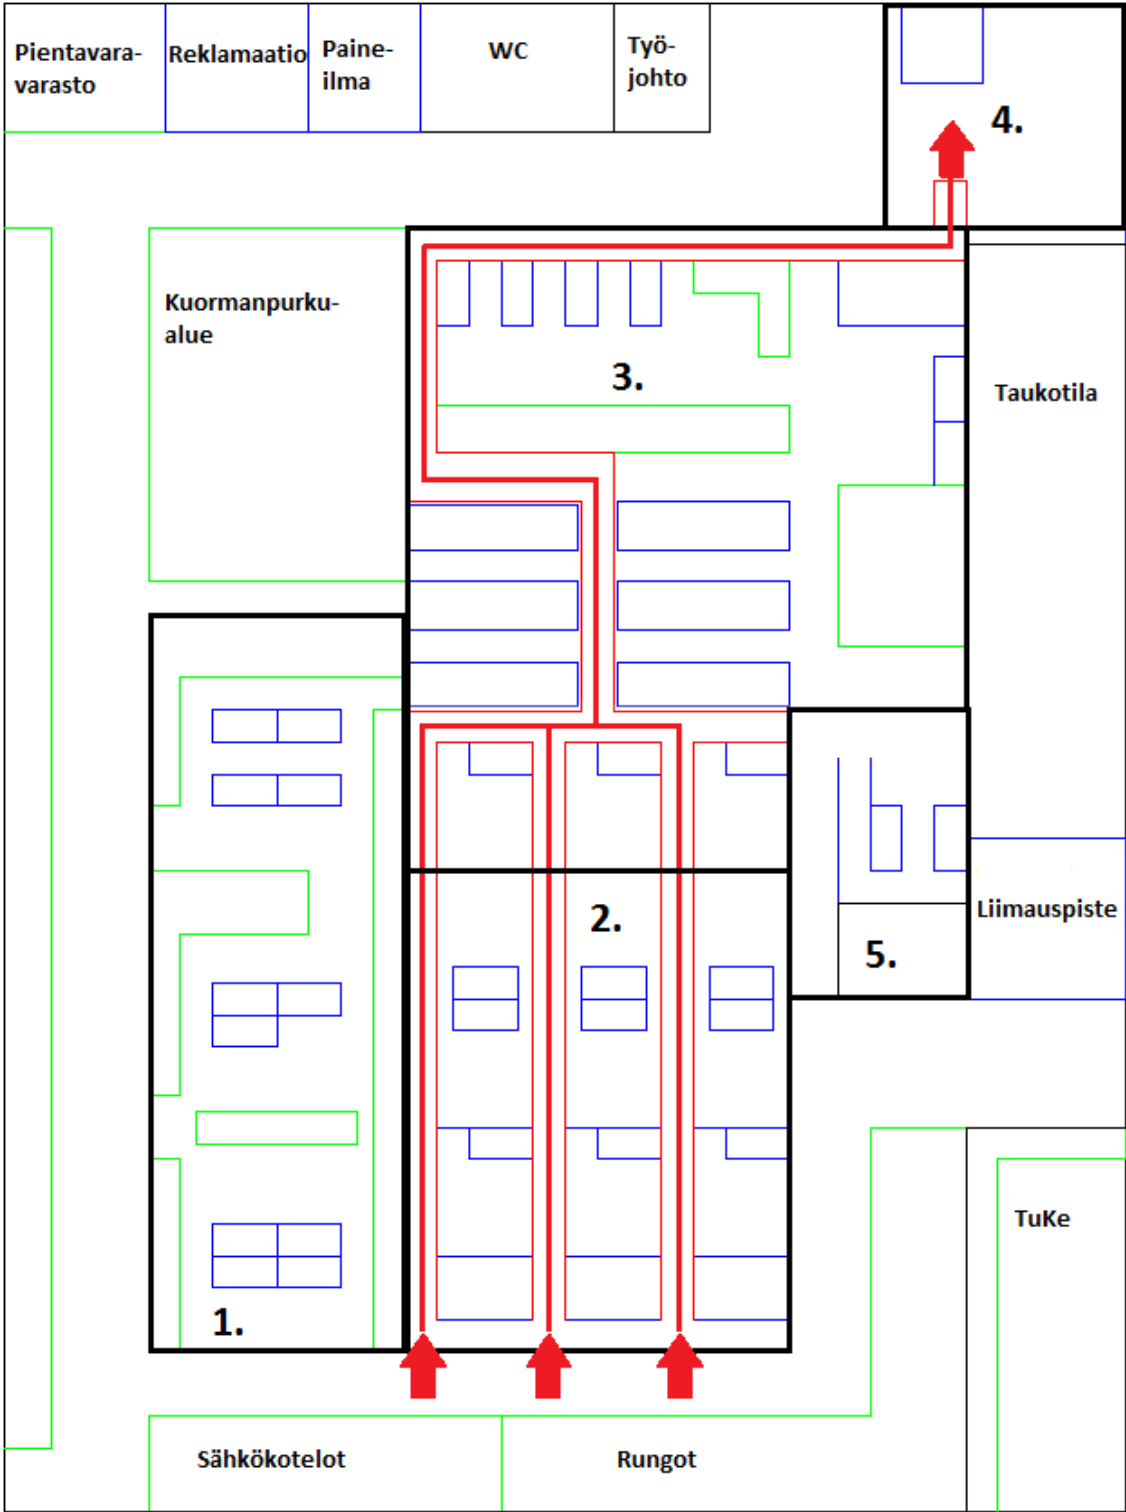 Pientavara-
varasto
Reklamaatio
Paine-
ilma
WC
Työ-
johto
4.
Kuormanpurku-
alue
3.
Taukotila
2.
5.
Liimauspiste
1.
TuKe
Sähkökotelot
Rungot